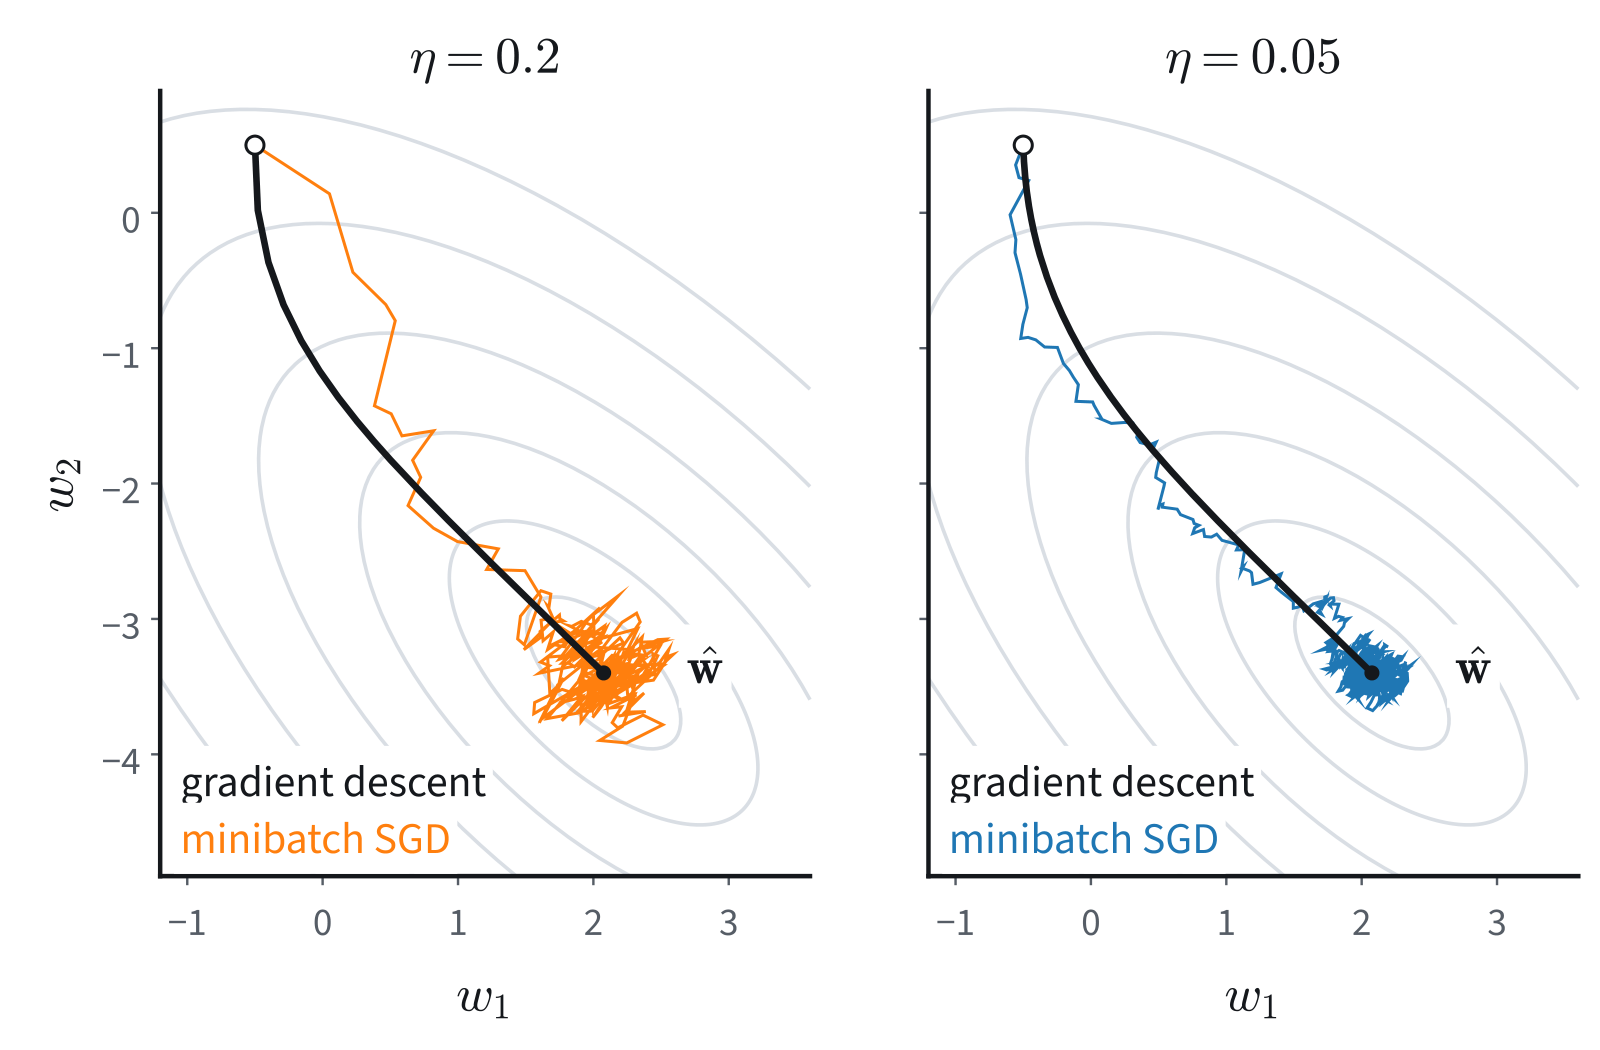 η = 0.2
η = 0.05
0
−1
−2
−3
−4
w₂
ŵ
ŵ
gradient descent
minibatch SGD
gradient descent
minibatch SGD
−1 0 1 2 3
−1 0 1 2 3
w₁
w₁